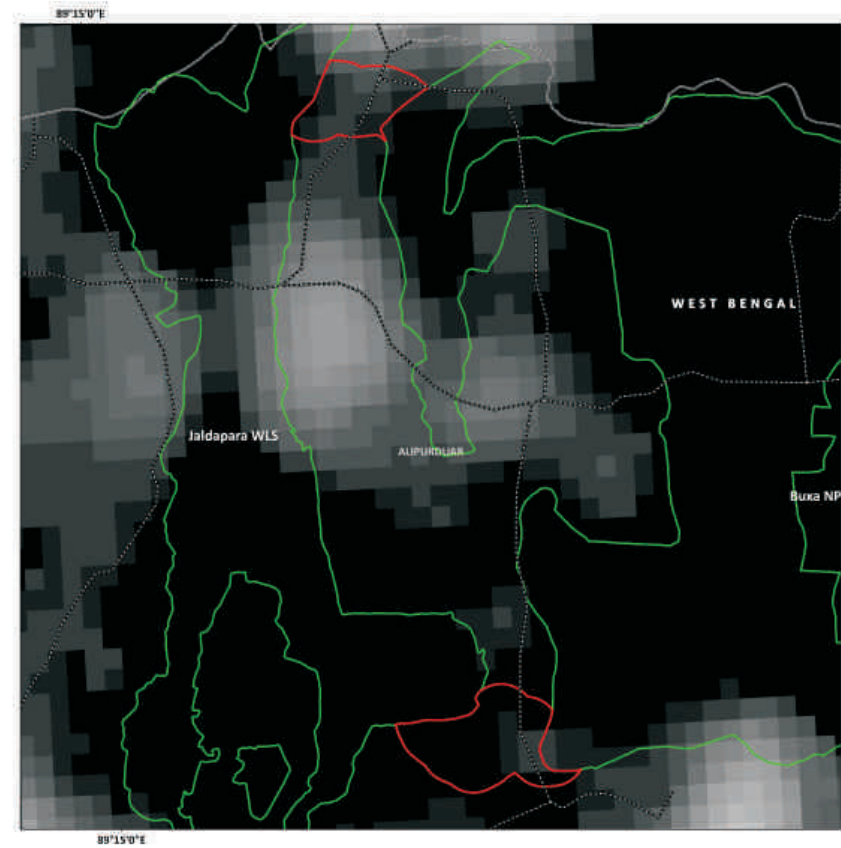 89°15'0"E
WEST BENGAL
Jaldapara WLS
ALIPURDUAR
Buxa NP
89°15'0"E